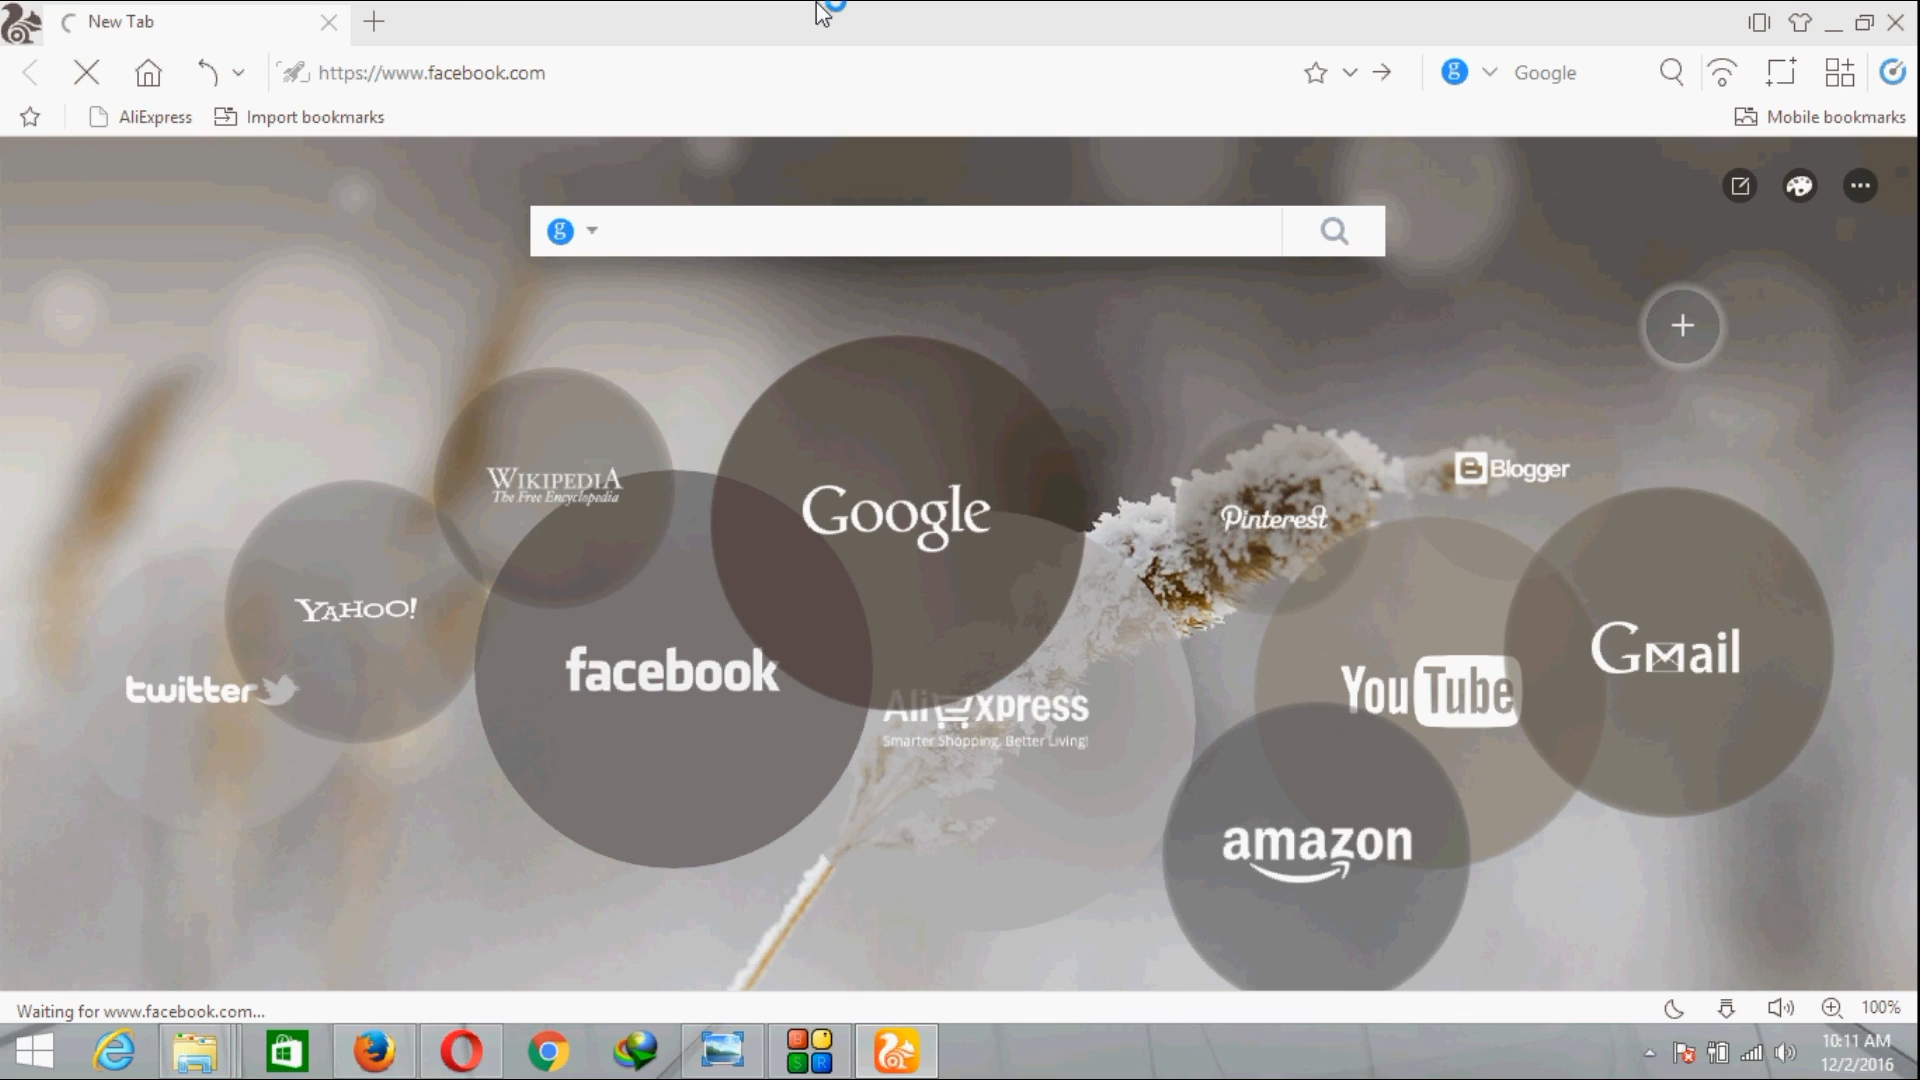 New Tab
https://www.facebook.com
g
Google
AliExpress
Import bookmarks
Mobile bookmarks
g
WIKIPEDIA
The Free Encyclopedia
Google
Blogger
Pinterest
YAHOO!
twitter
facebook
AliExpress
Smarter Shopping, Better Living!
YouTube
Gmail
amazon
Waiting for www.facebook.com...
100%
B
S R
10:11 AM
12/2/2016